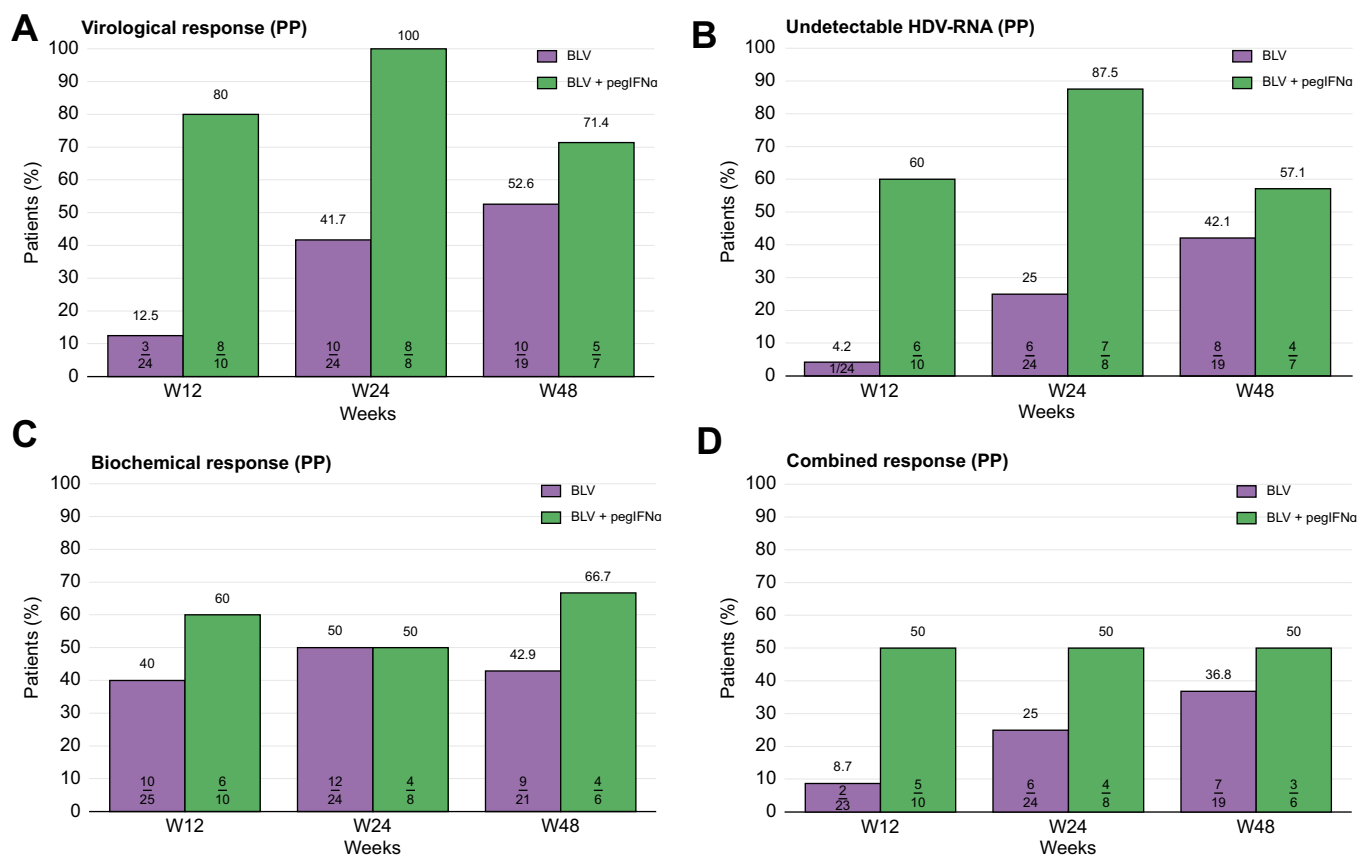 A
Virological response (PP)
BLV
BLV + pegIFNα
Patients (%)
100
90
80
70
60
50
40
30
20
10
0
12.5
80
41.7
100
52.6
71.4
3/24
8/10
10/24
8/8
10/19
5/7
W12
W24
W48
Weeks
B
Undetectable HDV-RNA (PP)
BLV
BLV + pegIFNα
Patients (%)
100
90
80
70
60
50
40
30
20
10
0
4.2
60
25
87.5
42.1
57.1
1/24
6/10
6/24
7/8
8/19
4/7
W12
W24
W48
Weeks
C
Biochemical response (PP)
BLV
BLV + pegIFNα
Patients (%)
100
90
80
70
60
50
40
30
20
10
0
40
60
50
50
42.9
66.7
10/25
6/10
12/24
4/8
9/21
4/6
W12
W24
W48
Weeks
D
Combined response (PP)
BLV
BLV + pegIFNα
Patients (%)
100
90
80
70
60
50
40
30
20
10
0
8.7
50
25
50
36.8
50
2/23
5/10
6/24
4/8
7/19
3/6
W12
W24
W48
Weeks